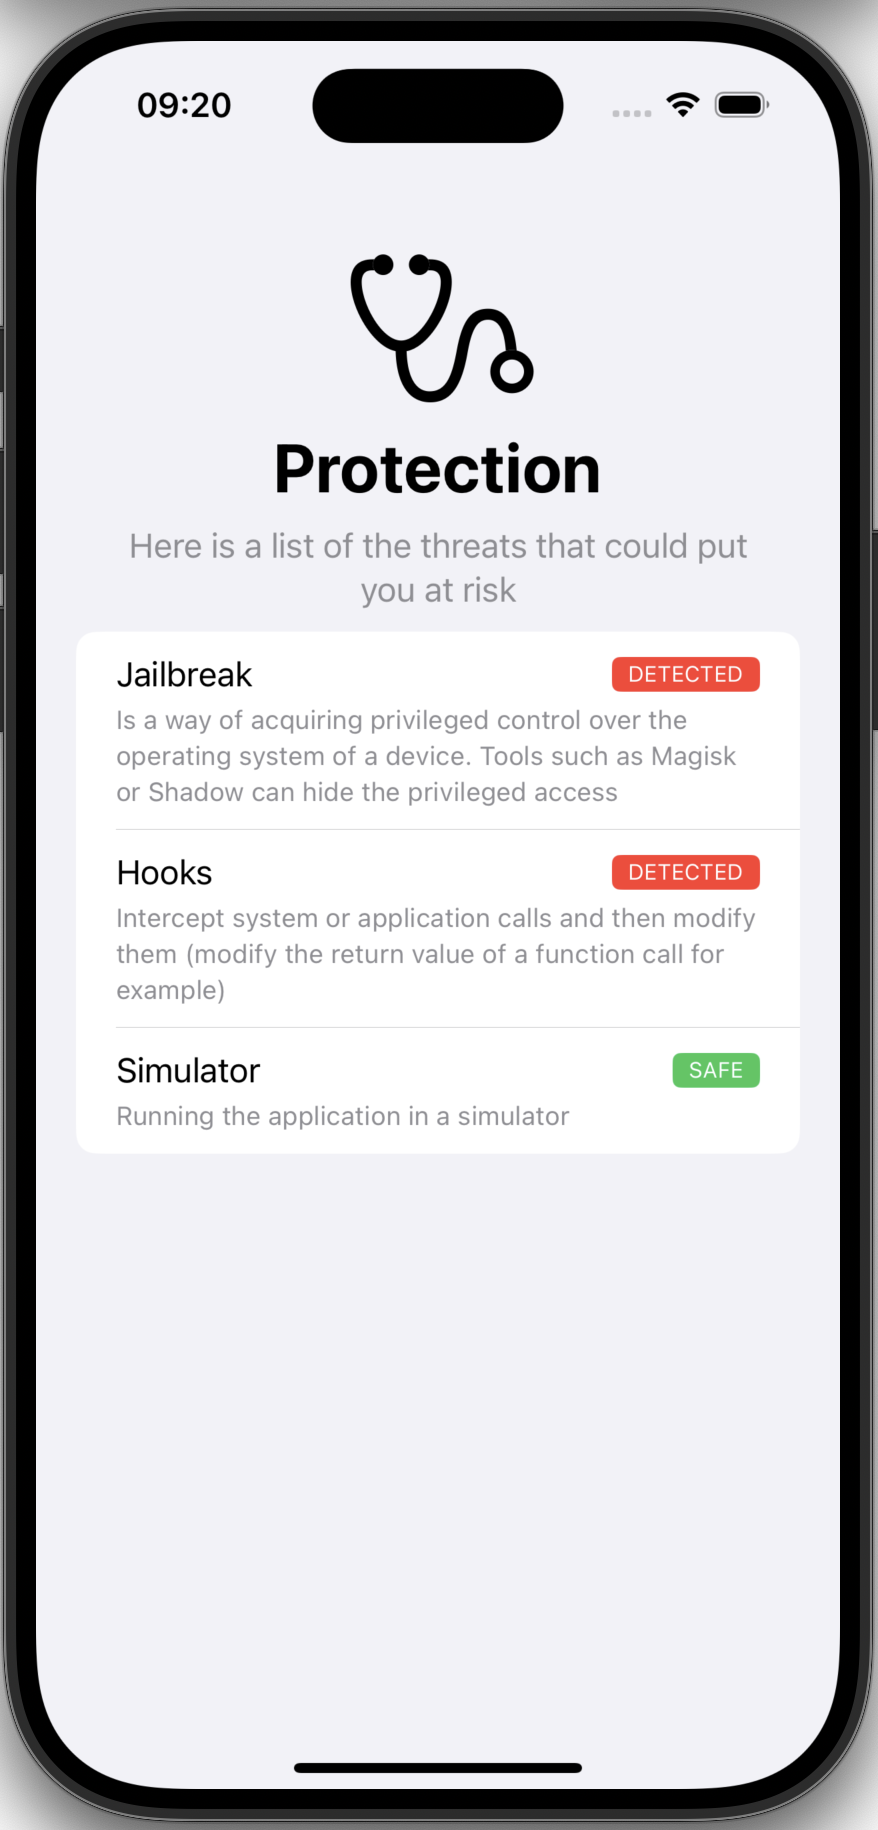 09:20
Protection
Here is a list of the threats that could put
you at risk
Jailbreak
DETECTED
Is a way of acquiring privileged control over the
operating system of a device. Tools such as Magisk
or Shadow can hide the privileged access
Hooks
DETECTED
Intercept system or application calls and then modify
them (modify the return value of a function call for
example)
Simulator
SAFE
Running the application in a simulator